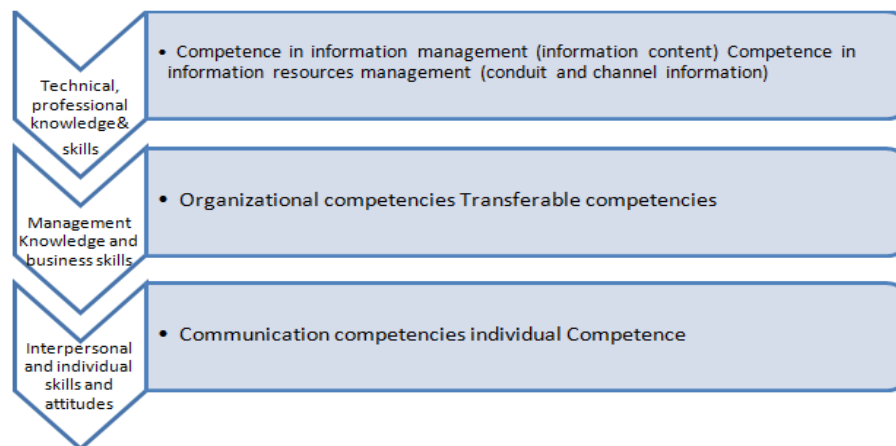 Technical,
professional
knowledge&
skills
• Competence in information management (information content) Competence in
information resources management (conduit and channel information)
Management
Knowledge and
business skills
• Organizational competencies Transferable competencies
Interpersonal
and individual
skills and
attitudes
• Communication competencies individual Competence